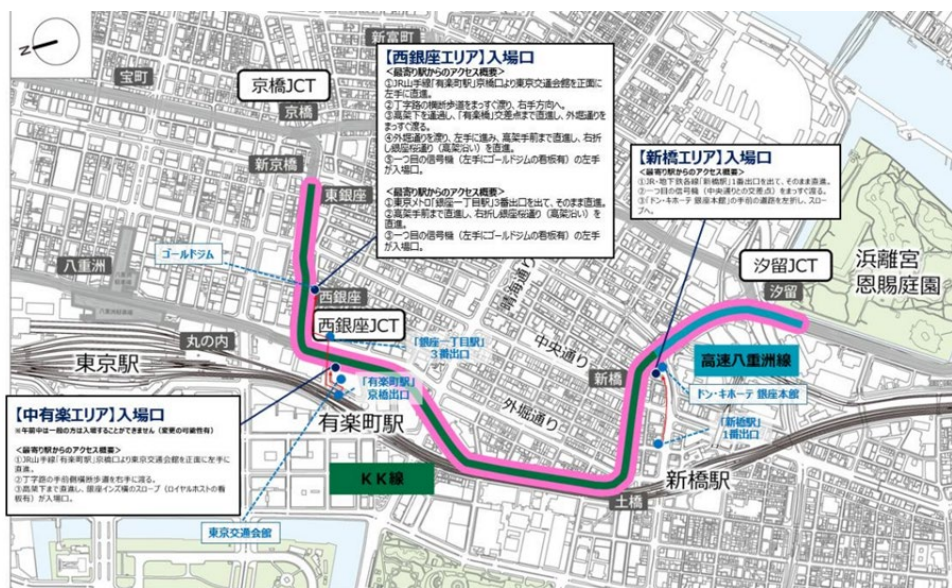 Z
新富町
宝町
京橋JCT
京橋
新京橋
東銀座
ゴールドジム
八重洲
西銀座
西銀座JCT
丸の内
東京駅
「銀座一丁目駅」
3番出口
「有楽町駅」
京橋出口
有楽町駅
【西銀座エリア】入場口
<最寄り駅からのアクセス概要>
①JR山手線「有楽町駅」京橋口より東京交通会館を正面に
左手に直進。
②丁字路の横断歩道をまっすぐ渡り、右手方向へ。
③高架下を通過し、「有楽橋」交差点まで直進し、外堀通りを
まっすぐ渡る。
④外堀通りを渡り、左手に進み、高架手前まで直進し、右折
し銀座桜通り（高架沿い）を直進。
⑤一つ目の信号機（左手にゴールドジムの看板有）の左手
が入場口。
<最寄り駅からのアクセス概要>
①東京メトロ「銀座一丁目駅」3番出口を出て、そのまま直進。
②高架手前まで直進し、右折し銀座桜通り（高架沿い）を
直進。
③一つ目の信号機（左手にゴールドジムの看板有）の左手
が入場口。
【新橋エリア】入場口
<最寄り駅からのアクセス概要>
①JR・地下鉄各線「新橋駅」1番出口を出て、そのまま直進。
②一つ目の信号機（中央通りとの交差点）をまっすぐ渡る。
③「ドン・キホーテ 銀座本館」の手前の道路を左折し、スロー
プへ。
汐留JCT
汐留
浜離宮
恩賜庭園
晴海通り
中央通り
外堀通り
新橋
高速八重洲線
ドン・キホーテ 銀座本館
「新橋駅」
1番出口
新橋駅
土橋
KK線
【中有楽エリア】入場口
※午前中は一般の方は入場することができません（変更の可能性有）
<最寄り駅からのアクセス概要>
①JR山手線「有楽町駅」京橋口より東京交通会館を正面に左手に
直進。
②丁字路の手前側横断歩道を右手に渡る。
③高架下まで直進し、銀座インズ横のスロープ（ロイヤルホストの看
板有）が入場口。
東京交通会館